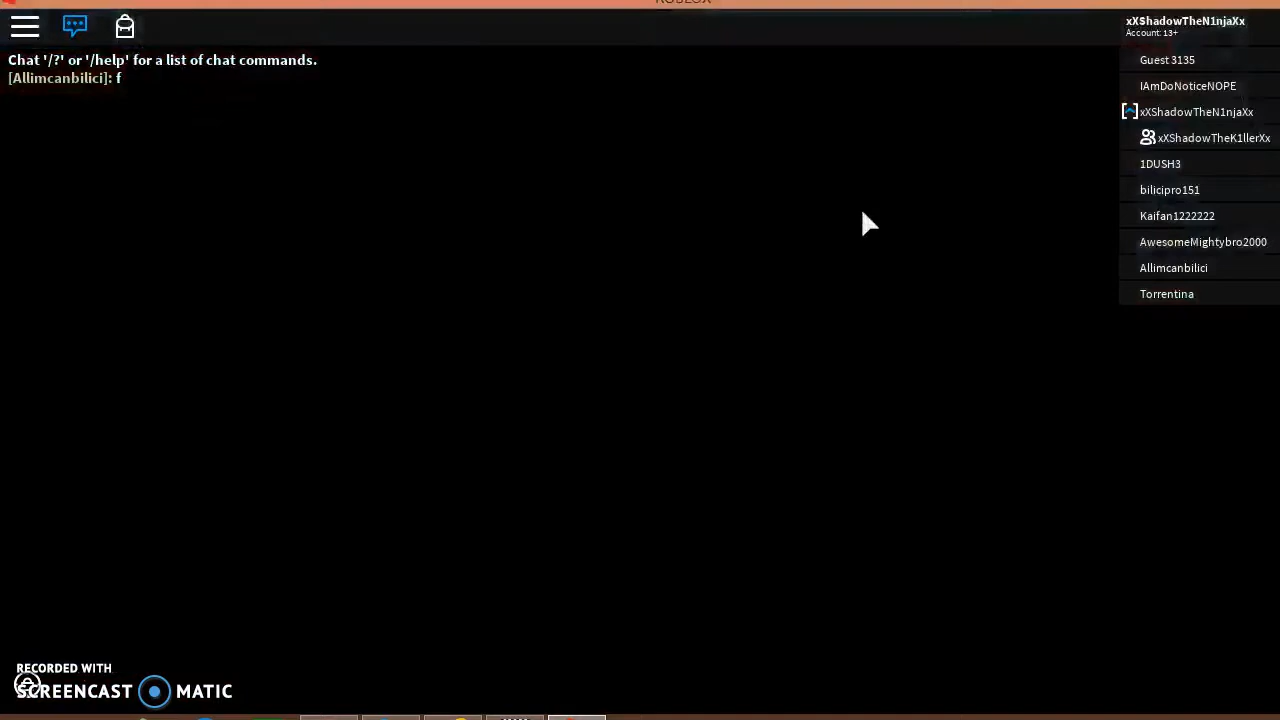 xXShadowTheN1njaXx
Account: 13+
Chat '/?' or '/help' for a list of chat commands.
[Allimcanbilici]: f
Guest 3135
IAmDoNoticeNOPE
xXShadowTheN1njaXx
xXShadowTheK1llerXx
1DUSH3
bilicipro151
Kaifan1222222
AwesomeMightybro2000
Allimcanbilici
Torrentina
RECORDED WITH
SCREENCAST MATIC